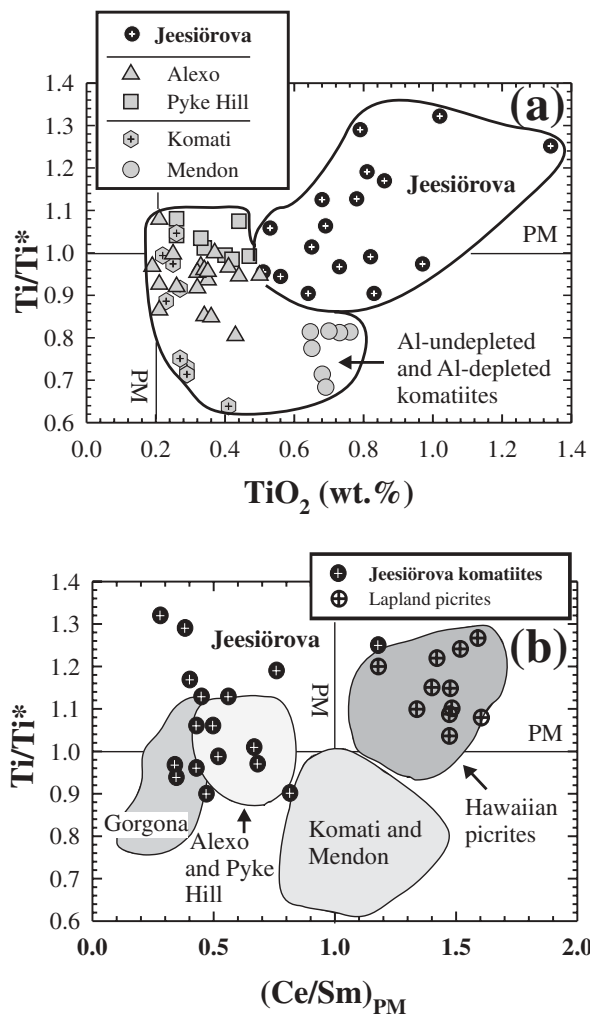 Jeesiörova
Alexo
Pyke Hill
Komati
Mendon
(a)
1.4
1.3
1.2
1.1
1.0
0.9
0.8
0.7
0.6
Ti/Ti*
Jeesiörova
PM
PM
Al-undepleted
and Al-depleted
komatiites
0.0 0.2 0.4 0.6 0.8 1.0 1.2 1.4
TiO2 (wt.%)
Jeesiörova komatiites
Lapland picrites
(b)
1.4
1.3
1.2
1.1
1.0
0.9
0.8
0.7
0.6
Ti/Ti*
Jeesiörova
PM
PM
Gorgona
Alexo
and Pyke
Hill
Komati and
Mendon
Hawaiian
picrites
0.0 0.5 1.0 1.5 2.0
(Ce/Sm)PM